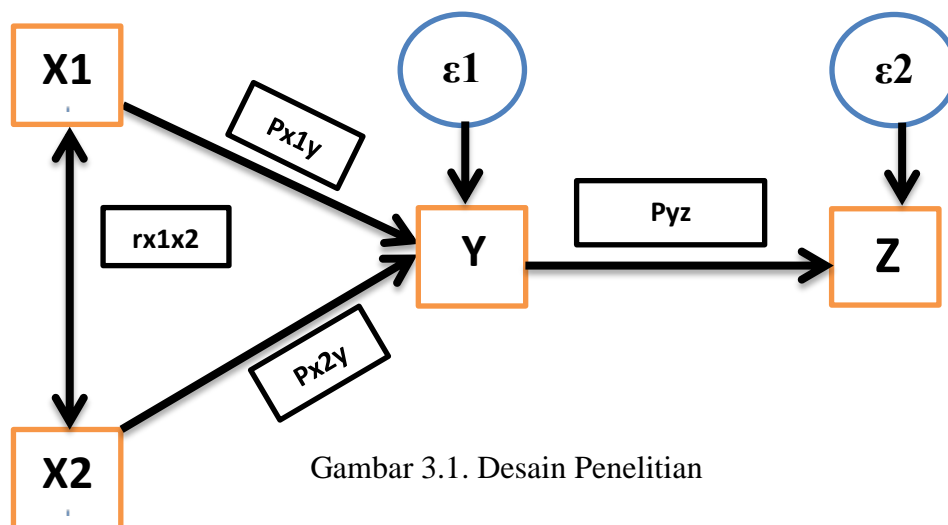 X1
ε1
ε2
Px1y
rx1x2
Y
Pyz
Z
Px2y
X2
Gambar 3.1. Desain Penelitian